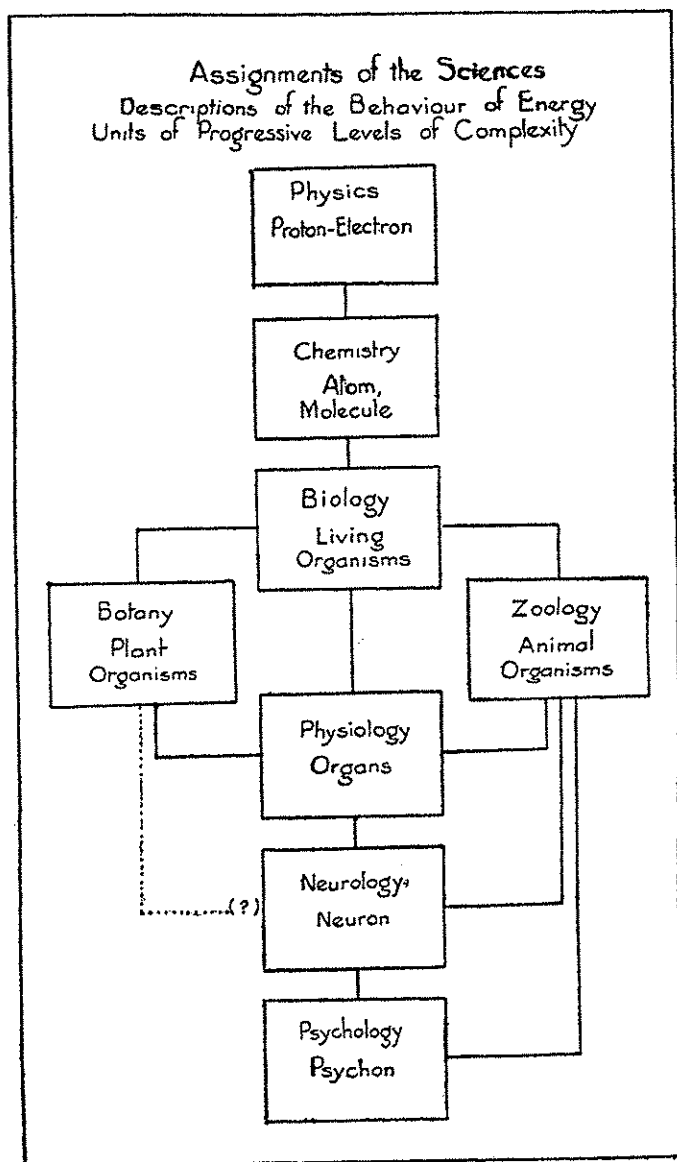 Assignments of the Sciences
Descriptions of the Behaviour of Energy
Units of Progressive Levels of Complexity
Physics
Proton-Electron
Chemistry
Atom,
Molecule
Biology
Living
Organisms
Botany
Plant
Organisms
Zoology
Animal
Organisms
Physiology
Organs
(?)
Neurology,
Neuron
Psychology
Psychon